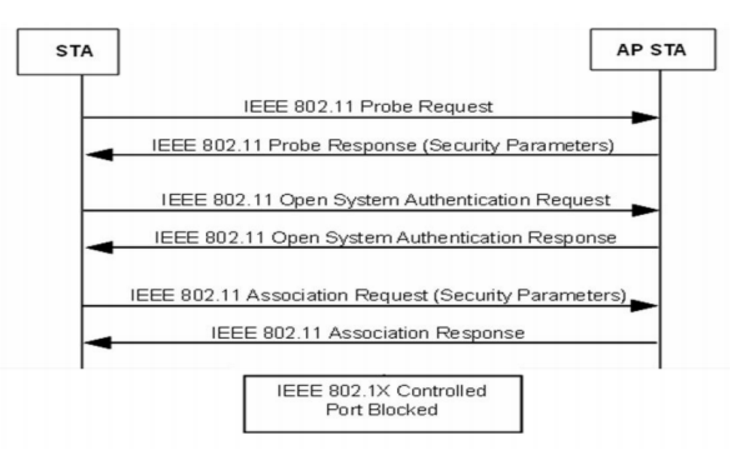 STA
AP STA
IEEE 802.11 Probe Request
IEEE 802.11 Probe Response (Security Parameters)
IEEE 802.11 Open System Authentication Request
IEEE 802.11 Open System Authentication Response
IEEE 802.11 Association Request (Security Parameters)
IEEE 802.11 Association Response
IEEE 802.1X Controlled
Port Blocked